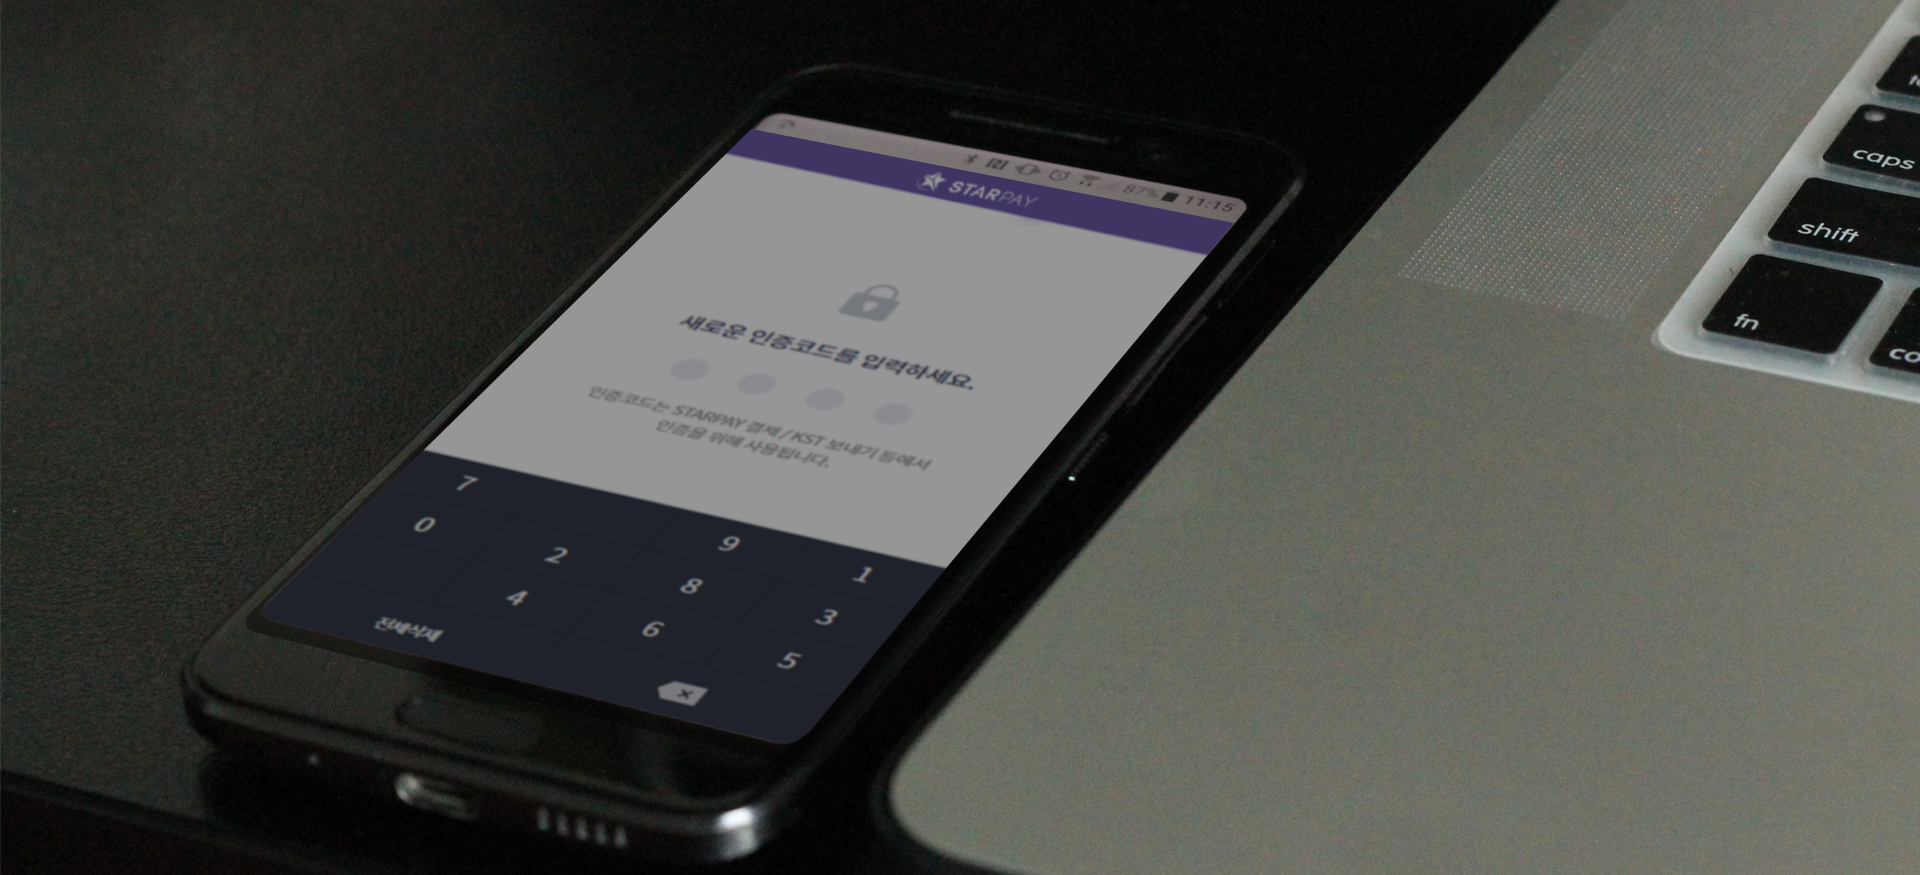 87% 11:15
STARPAY
새로운 인증코드를 입력하세요.
인증코드는 STARPAY 결제 / KST 보내기 등에서
인증을 위해 사용됩니다.
7 9 1
0 2 8 3
4 6 5
전체삭제
caps
shift
fn
co